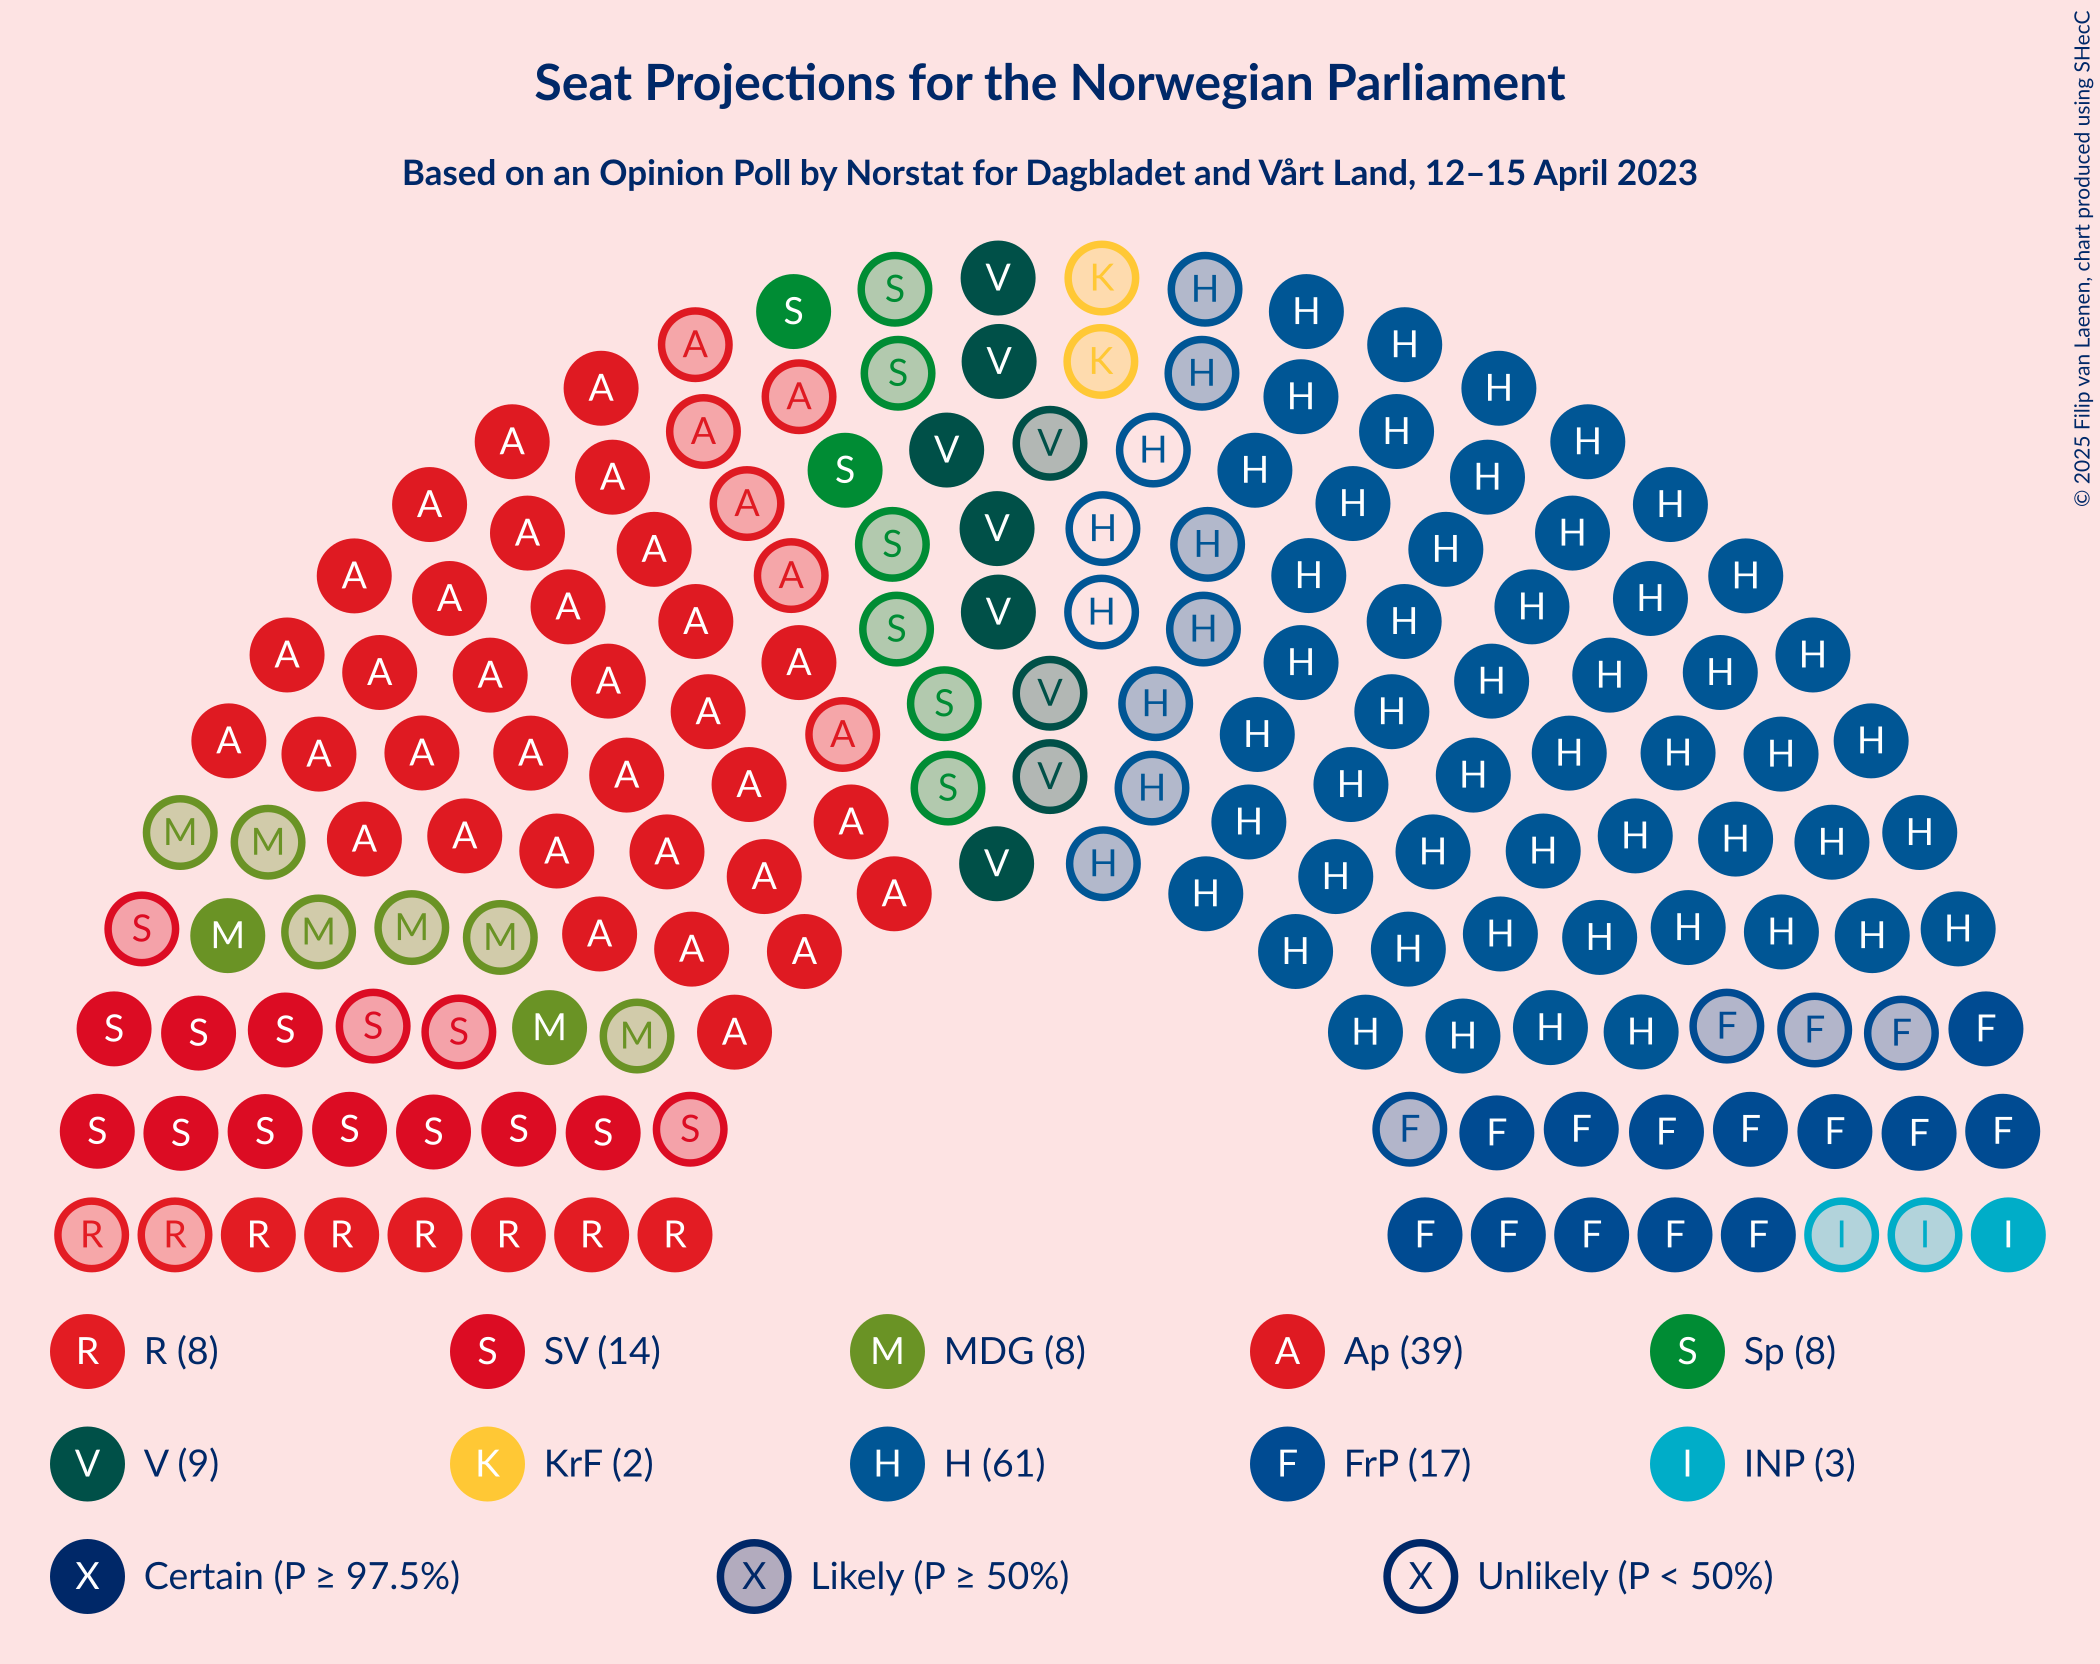 Seat Projections for the Norwegian Parliament
Based on an Opinion Poll by Norstat for Dagbladet and Vårt Land, 12–15 April 2023
© 2025 Filip van Laenen, chart produced using SHecC
V K
S H
S H
V K
A H
S H
A A H H
A A H H
V
A H
V H
S H
A A H H
A A H H
A H
V H
A A H H
S H
A A H H
A A H H
A A H H
V H
A A H H
S H
A A H H
A A H H
A A H H
A A H H
V
S H
A A H H
A H
A A A A H H H H
V
A A H H
S H
A H
M A H M
M A A H H H
A A A H H H
V H
A H
A H
S M M M M A A A H H H H H H H H
S S S S S M M A H H H H F F F F
S S S S S S S S F F F F F F F F
R R R R R R R R F F F F F I I I
R R (8) S SV (14) M MDG (8) A Ap (39) S Sp (8)
V V (9) K KrF (2) H H (61) F FrP (17) I INP (3)
X Certain (P ≥ 97.5%) X Likely (P ≥ 50%) X Unlikely (P < 50%)